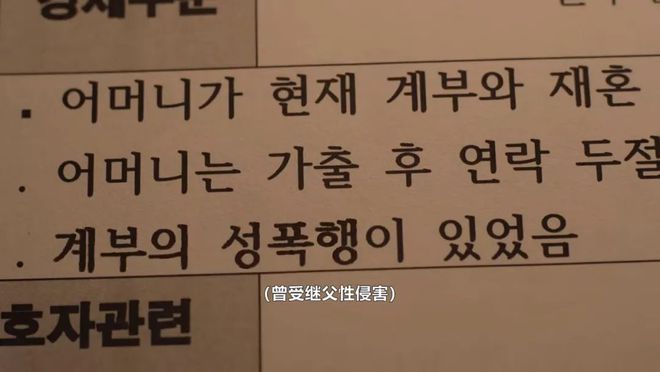 . 어머니가 현재 계부와 재혼
. 어머니는 가출 후 연락 두절
. 계부의 성폭행이 있었음
(曾受继父性侵害)
호자관련